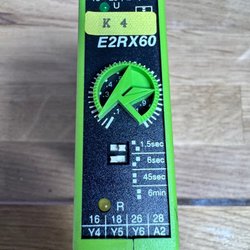 U
K 4
E2RX60
1.5sec
6sec
45sec
6min
R
16 18 26 28
Y4 Y5 Y6 A2